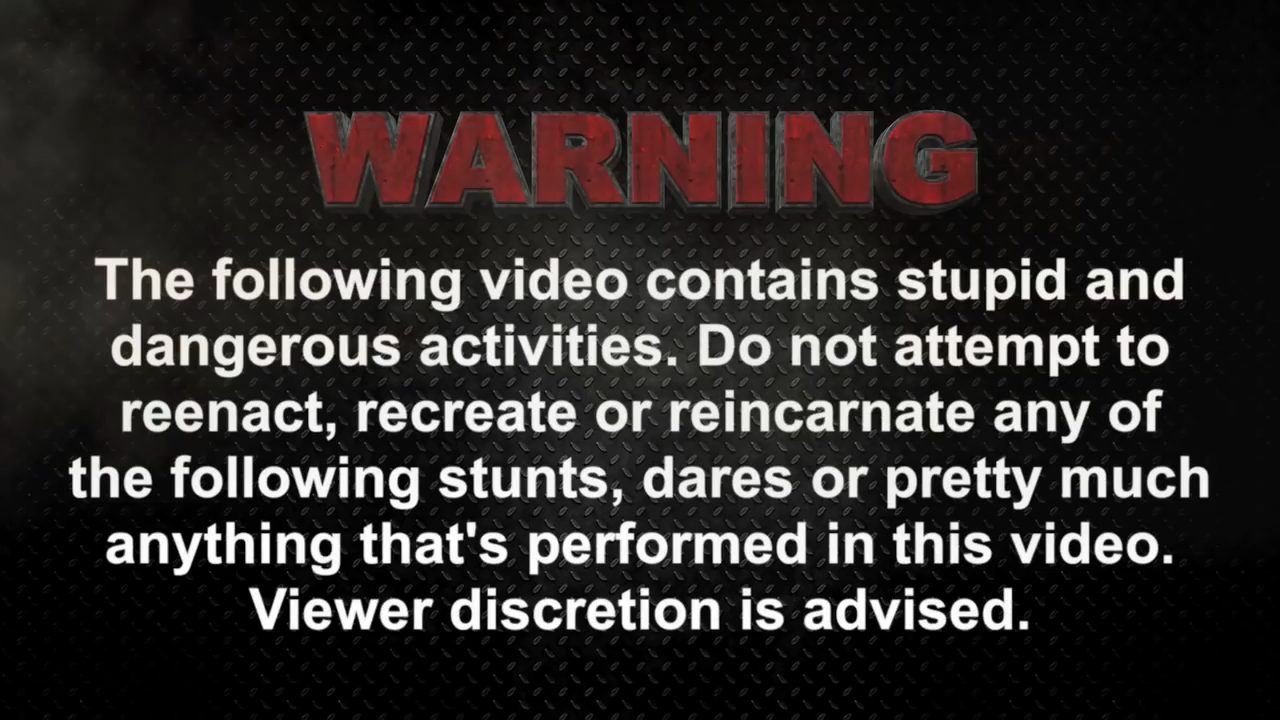 WARNING
The following video contains stupid and
dangerous activities. Do not attempt to
reenact, recreate or reincarnate any of
the following stunts, dares or pretty much
anything that's performed in this video.
Viewer discretion is advised.